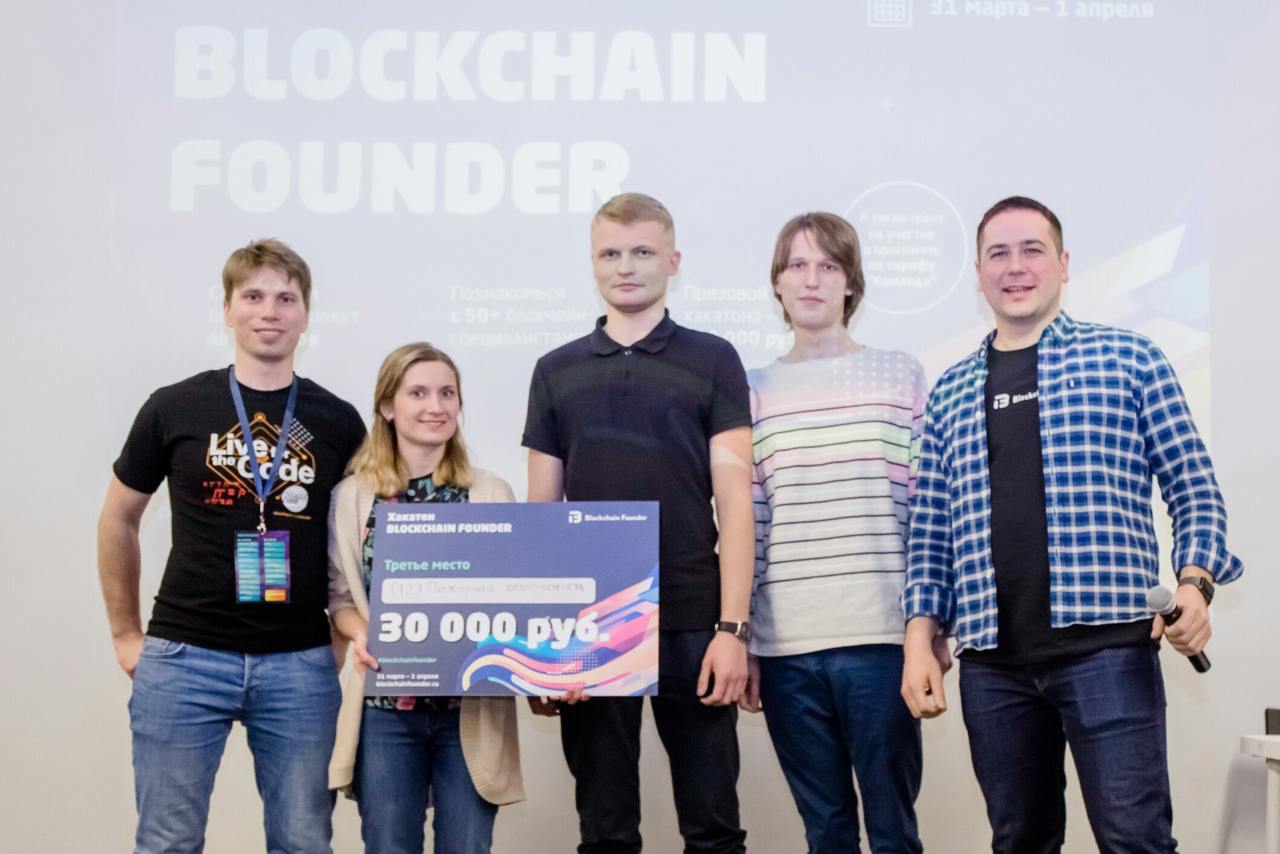 31 марта – 1 апреля
BLOCKCHAIN
FOUNDER
А также грант
на участие
в программе
по тарифу
"Команда"
Познакомься
с 50+ блокчейн-
Призовой
хакатона –
Live for
the Code
Хакатон
BLOCKCHAIN FOUNDER
Blockchain Founder
Третье место
(12) Пожарная безопасность
30 000 руб.
#blockchainfounder
31 марта – 1 апреля
blockchainfounder.ru